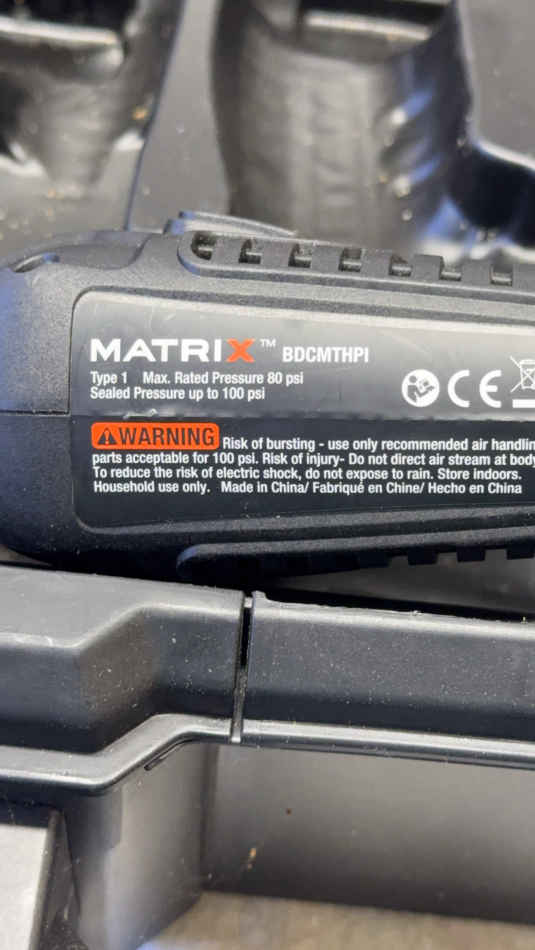 MATRIX™ BDCMTHPI
Type 1 Max. Rated Pressure 80 psi
Sealed Pressure up to 100 psi
CE
WARNING Risk of bursting - use only recommended air handlin
parts acceptable for 100 psi. Risk of injury- Do not direct air stream at body
To reduce the risk of electric shock, do not expose to rain. Store indoors.
Household use only. Made in China/ Fabriqué en Chine/ Hecho en China